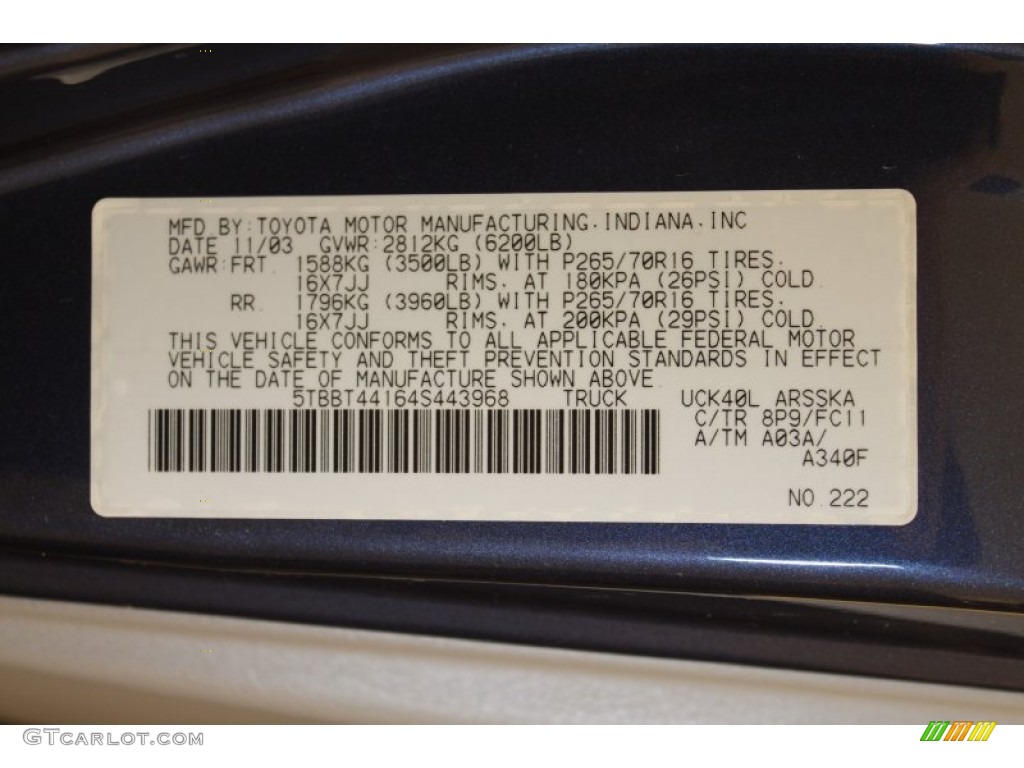 MFD BY:TOYOTA MOTOR MANUFACTURING.INDIANA.INC
DATE 11/03 GVWR:2812KG (6200LB)
GAWR:FRT. 1588KG (3500LB) WITH P265/70R16 TIRES.
16X7JJ RIMS. AT 180KPA (26PSI) COLD.
RR. 1796KG (3960LB) WITH P265/70R16 TIRES.
16X7JJ RIMS. AT 200KPA (29PSI) COLD.
THIS VEHICLE CONFORMS TO ALL APPLICABLE FEDERAL MOTOR
VEHICLE SAFETY AND THEFT PREVENTION STANDARDS IN EFFECT
ON THE DATE OF MANUFACTURE SHOWN ABOVE.
5TBBT44164S443968 TRUCK UCK40L ARSSKA
C/TR 8P9/FC11
A/TM A03A/
A340F
NO.222
GTCarlot.com